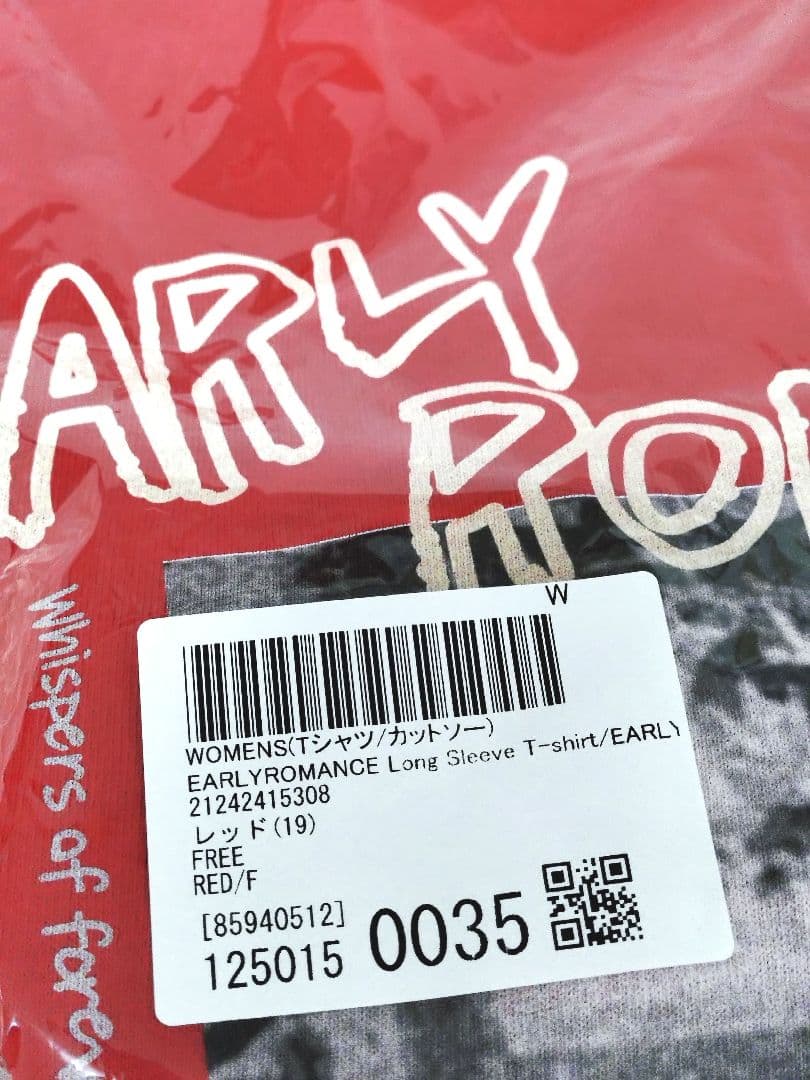 ARLY
RO
whispers of
W
WOMENS(Tシャツ/カットソー)
EARLYROMANCE Long Sleeve T-shirt/EARLY
21242415308
レッド(19)
FREE
RED/F
[85940512]
125015 0035